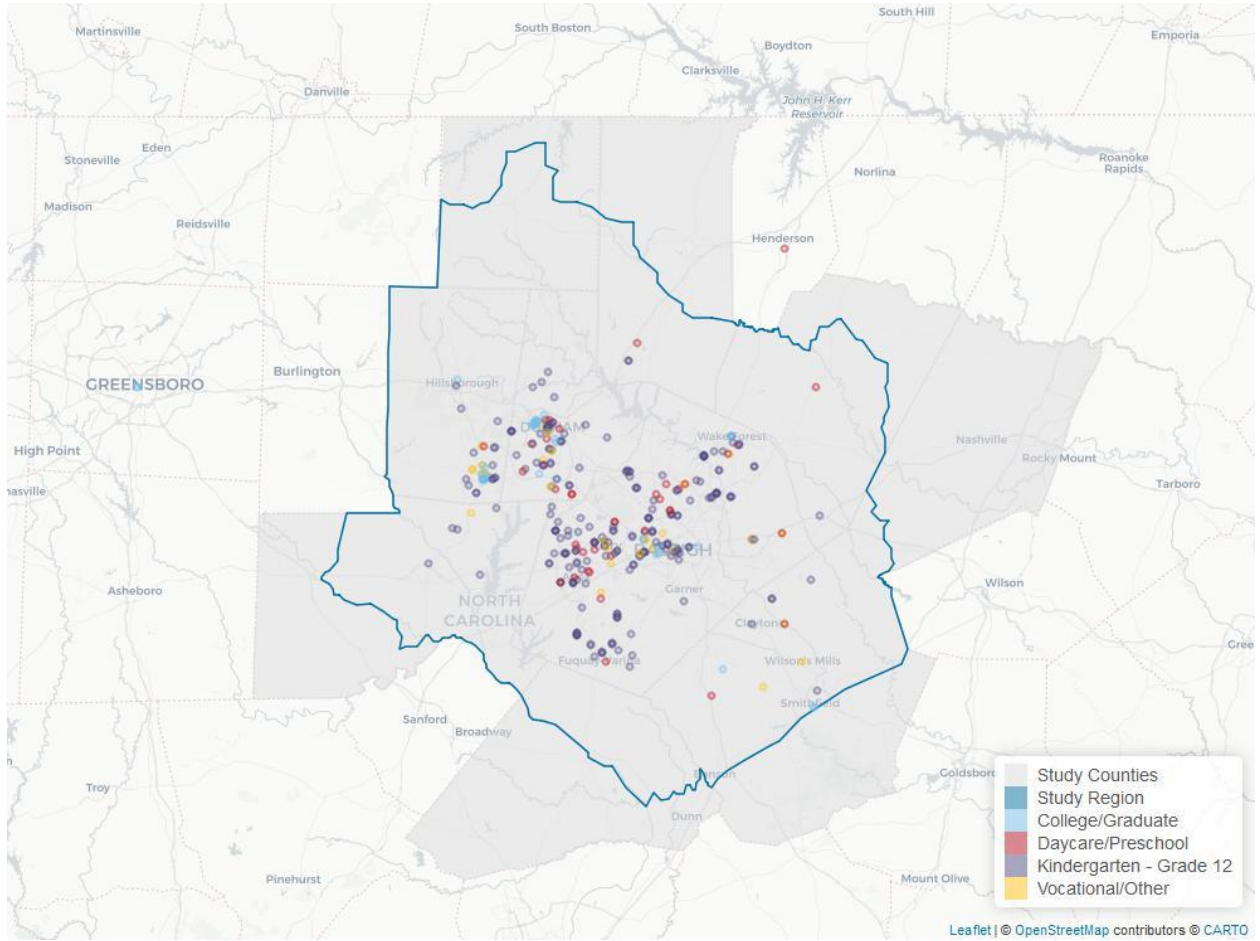 South Hill
Martinsville
South Boston
Emporia
Boydton
Clarksville
Danville
John H. Kerr
Reservoir
Eden
Stoneville
Roanoke
Rapids
Norlina
Madison
Reidsville
Henderson
Burlington
Hillsborough
GREENSBORO
Wake Forest
Nashville
High Point
Rocky Mount
Tarboro
Asheboro
Garner
Wilson
NORTH
CAROLINA
Clayton
Fuquay-Varina
Wilson's Mills
Smithfield
Sanford
Broadway
Benson
Goldsbor
Troy
Dunn
Pinehurst
Mount Olive
Study Counties
Study Region
College/Graduate
Daycare/Preschool
Kindergarten - Grade 12
Vocational/Other
Leaflet | © OpenStreetMap contributors © CARTO